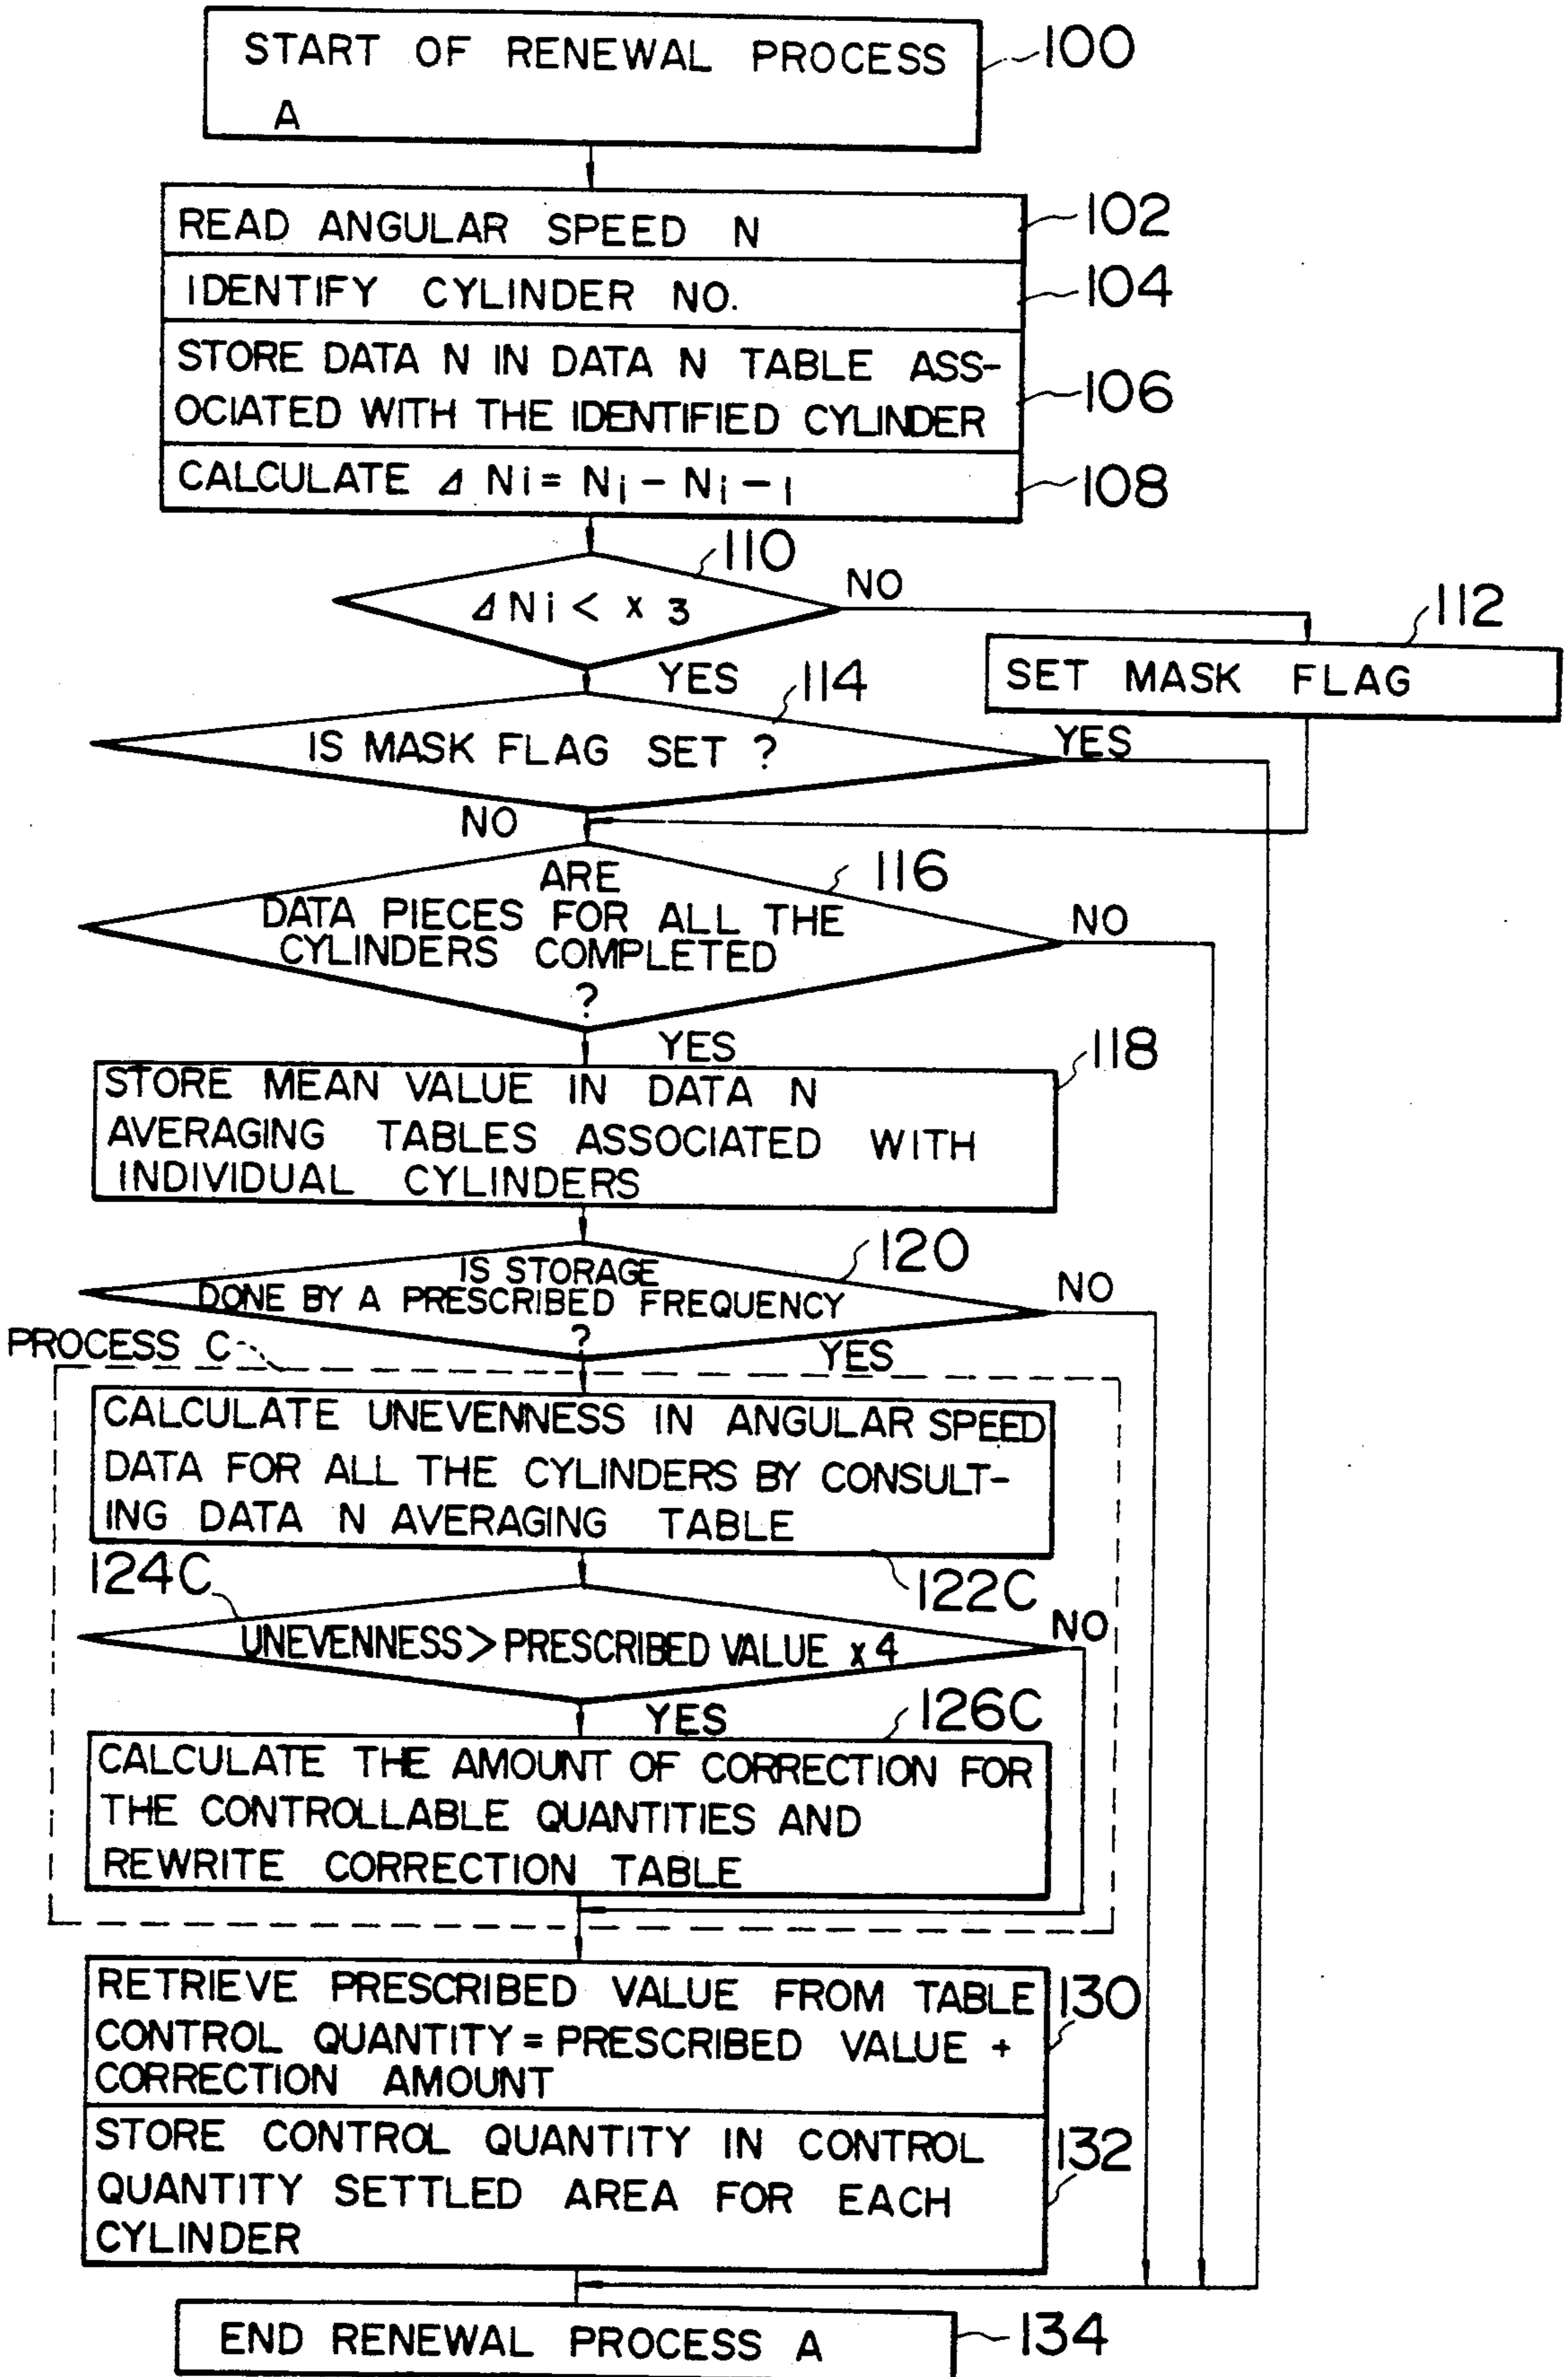 START OF RENEWAL PROCESS
A
100
READ ANGULAR SPEED N
102
IDENTIFY CYLINDER NO.
104
STORE DATA N IN DATA N TABLE ASS-
OCIATED WITH THE IDENTIFIED CYLINDER
106
CALCULATE ⊿ Ni = Ni - Ni - 1
108
110
⊿ Ni < x 3
NO
YES
112
SET MASK FLAG
114
IS MASK FLAG SET ?
YES
NO
116
ARE
DATA PIECES FOR ALL THE
CYLINDERS COMPLETED
?
NO
YES
118
STORE MEAN VALUE IN DATA N
AVERAGING TABLES ASSOCIATED WITH
INDIVIDUAL CYLINDERS
120
IS STORAGE
DONE BY A PRESCRIBED FREQUENCY
?
NO
YES
PROCESS C
CALCULATE UNEVENNESS IN ANGULAR SPEED
DATA FOR ALL THE CYLINDERS BY CONSULT-
ING DATA N AVERAGING TABLE
122C
124C
UNEVENNESS > PRESCRIBED VALUE x 4
NO
YES
126C
CALCULATE THE AMOUNT OF CORRECTION FOR
THE CONTROLLABLE QUANTITIES AND
REWRITE CORRECTION TABLE
RETRIEVE PRESCRIBED VALUE FROM TABLE
CONTROL QUANTITY = PRESCRIBED VALUE +
CORRECTION AMOUNT
130
STORE CONTROL QUANTITY IN CONTROL
QUANTITY SETTLED AREA FOR EACH
CYLINDER
132
END RENEWAL PROCESS A
134